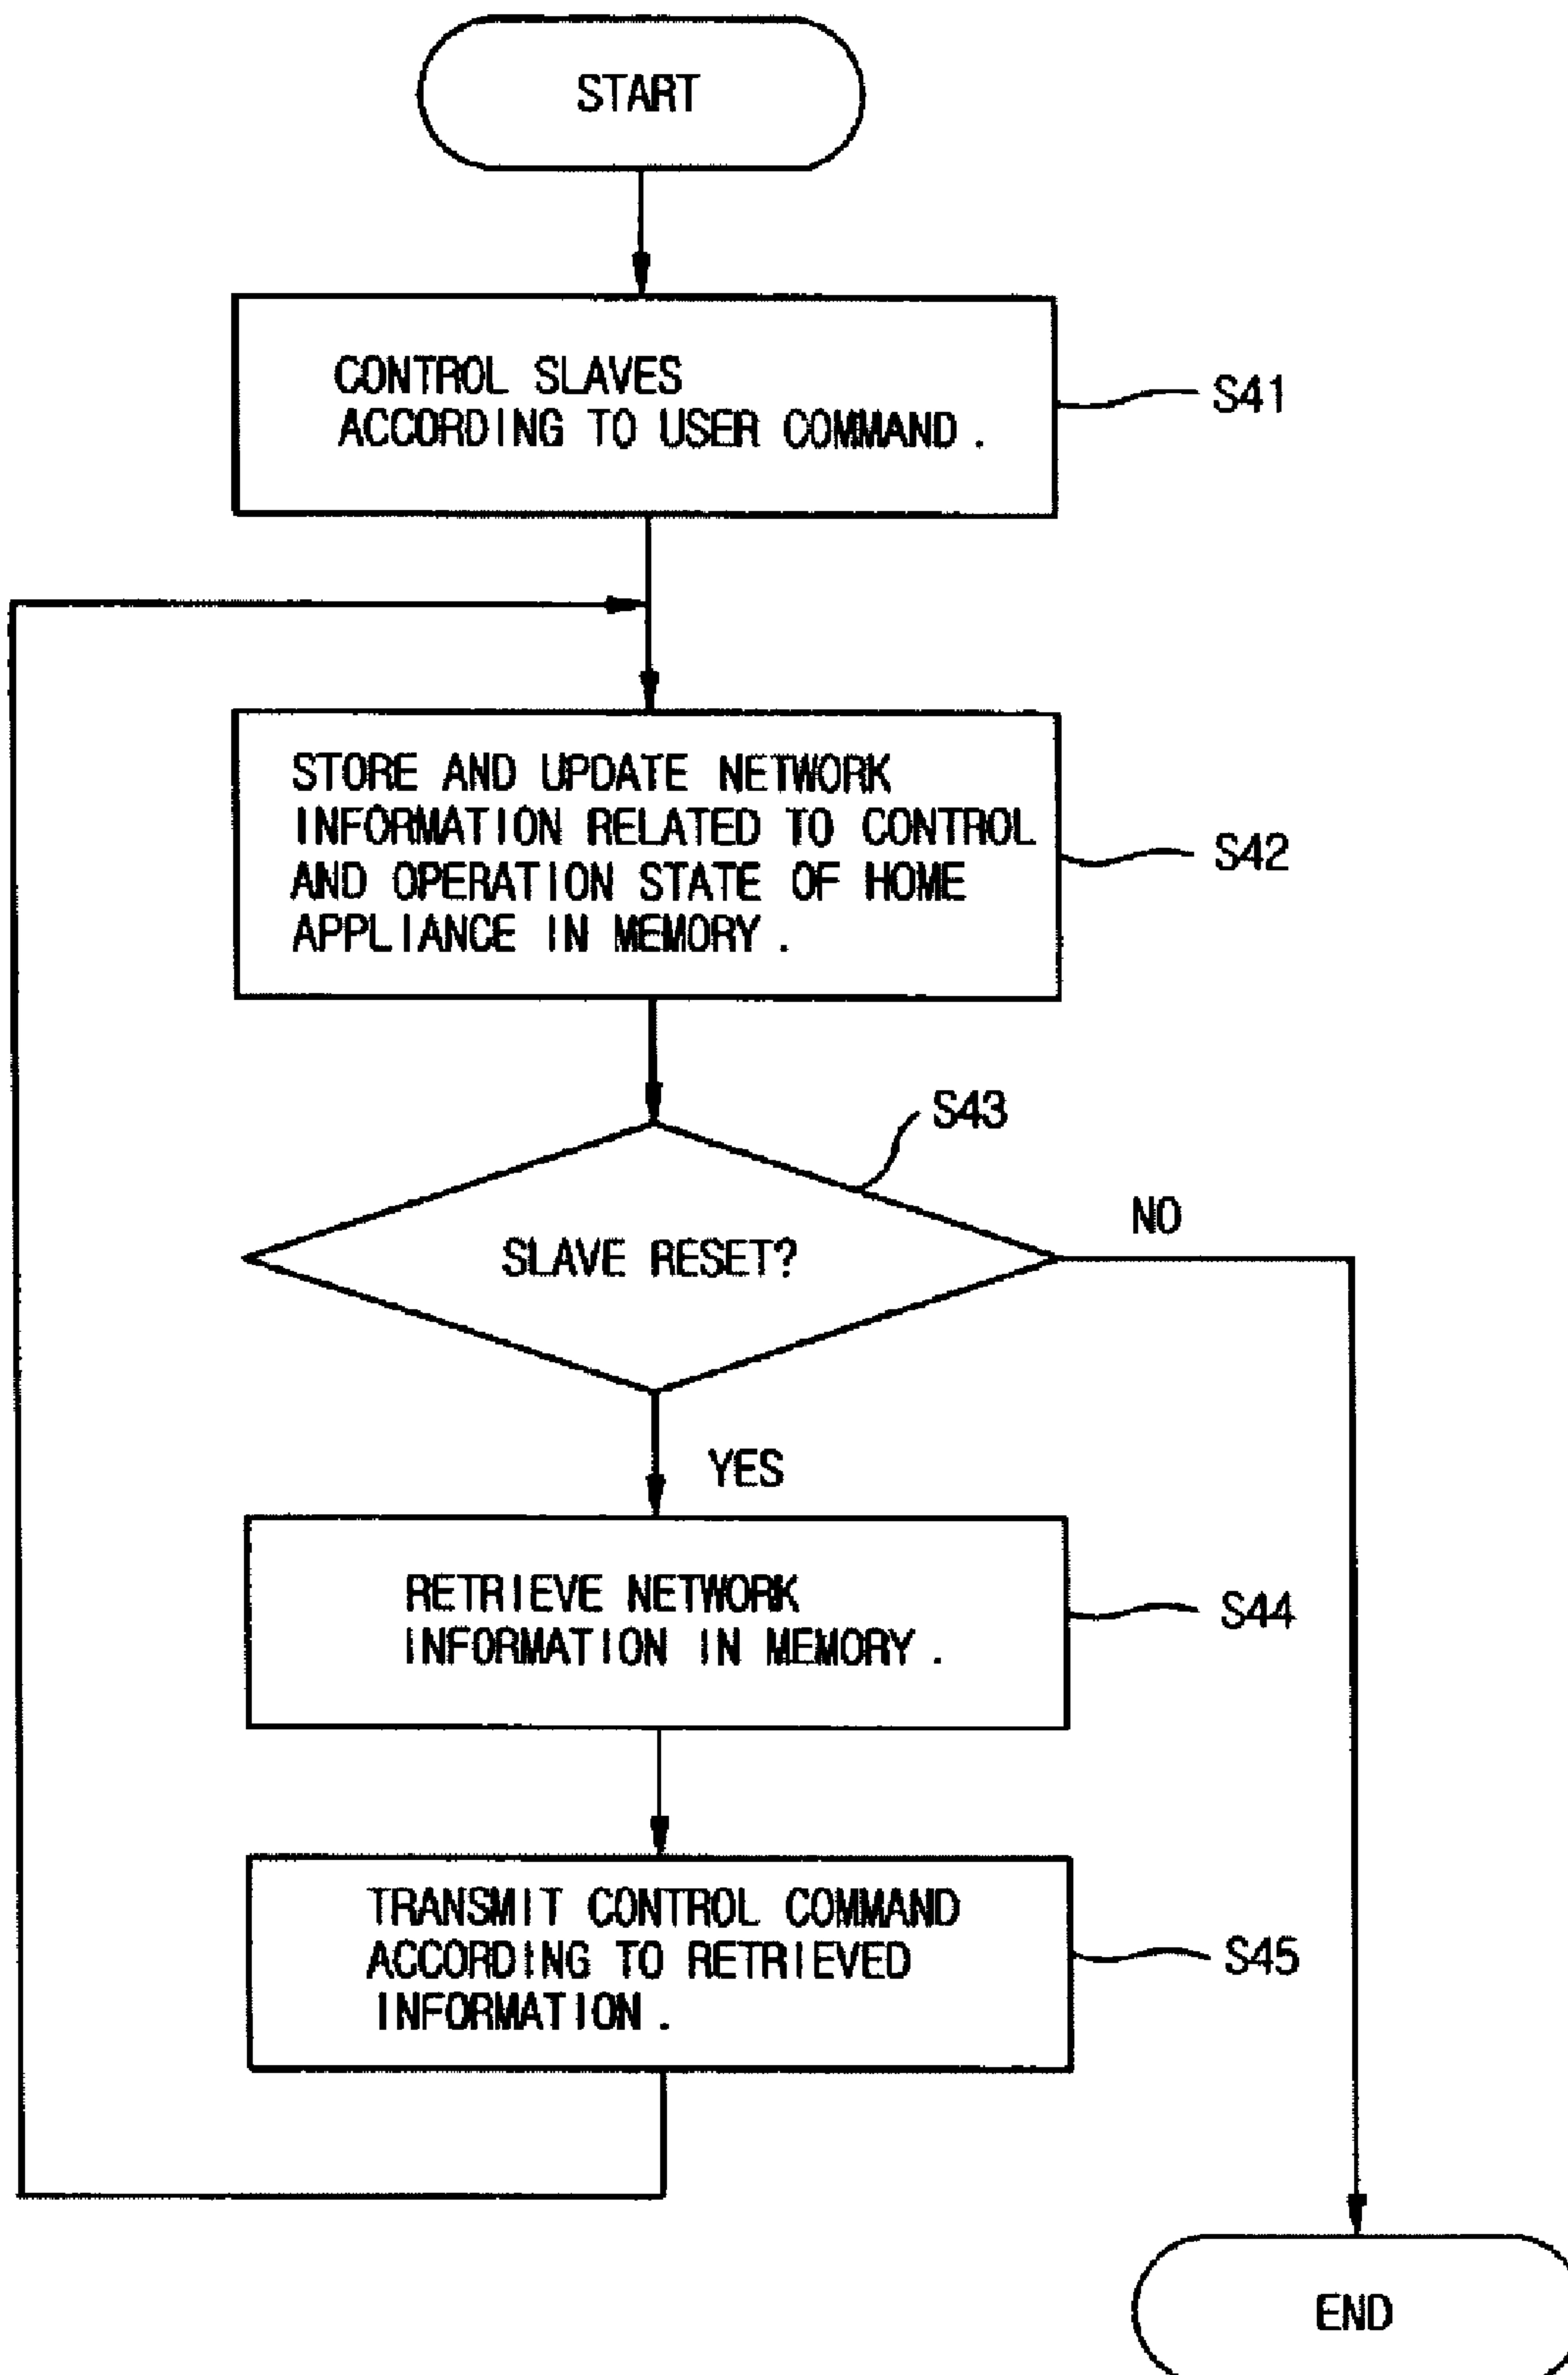 START
CONTROL SLAVES
ACCORDING TO USER COMMAND.
S41
STORE AND UPDATE NETWORK
INFORMATION RELATED TO CONTROL
AND OPERATION STATE OF HOME
APPLIANCE IN MEMORY.
S42
S43
SLAVE RESET?
NO
YES
RETRIEVE NETWORK
INFORMATION IN MEMORY.
S44
TRANSMIT CONTROL COMMAND
ACCORDING TO RETRIEVED
INFORMATION.
S45
END